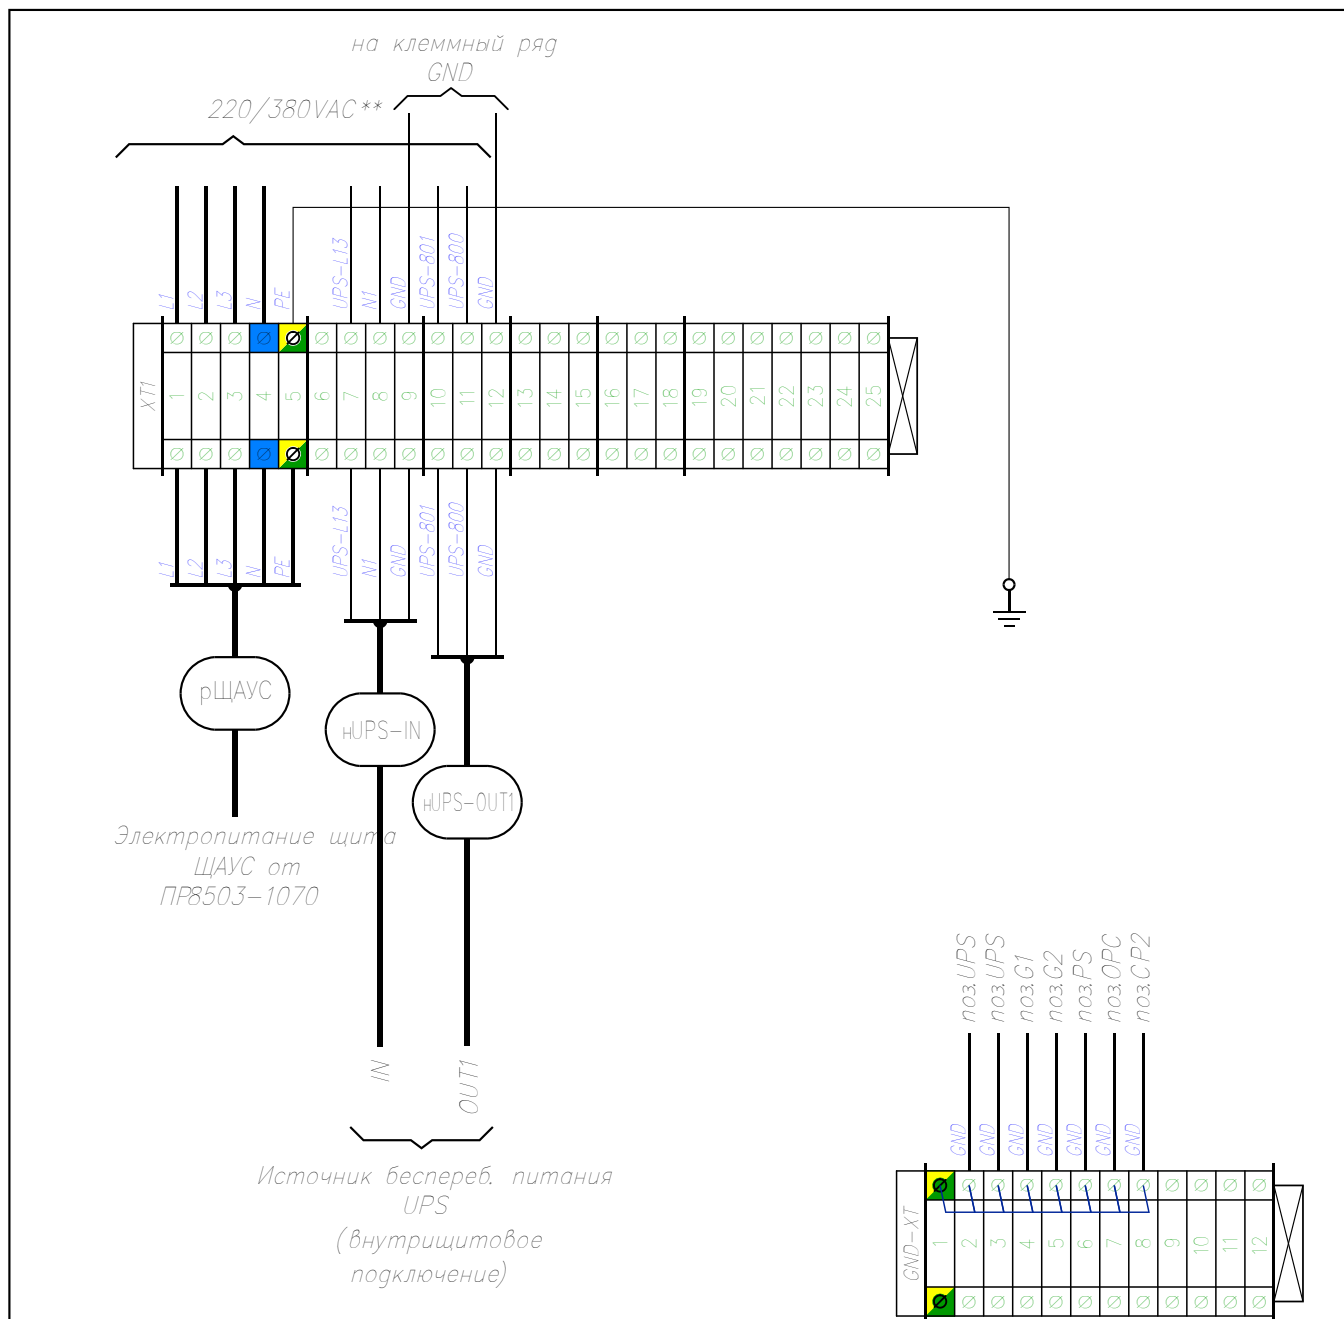 на клеммный ряд
GND
220/380VAC**
L1
L2
L3
N
PE
UPS-L13
N1
GND
UPS-801
UPS-800
GND
XT1
1
2
3
4
5
6
7
8
9
10
11
12
13
14
15
16
17
18
19
20
21
22
23
24
25
L1
L2
L3
N
PE
UPS-L13
N1
GND
UPS-801
UPS-800
GND
рЩАУС
нUPS-IN
нUPS-OUT1
Электропитание щита
ЩАУС от
ПР8503-1070
IN
OUT1
Источник беспереб. питания
UPS
(внутрищитовое
подключение)
поз.UPS
поз.UPS
поз.G1
поз.G2
поз.PS
поз.OPC
поз.CP2
GND
GND
GND
GND
GND
GND
GND
GND-XT
1
2
3
4
5
6
7
8
9
10
11
12